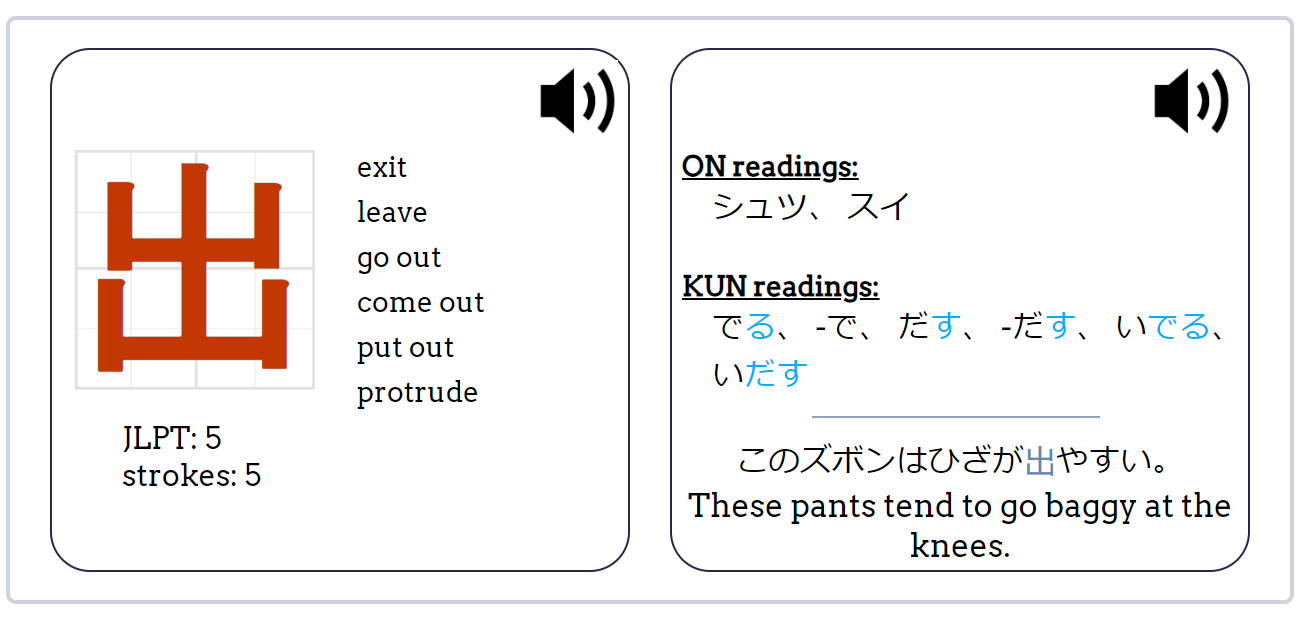 出
exit
leave
go out
come out
put out
protrude
JLPT: 5
strokes: 5
ON readings:
シュツ、 スイ
KUN readings:
でる、 -で、 だす、 -だす、 いでる、
いだす
このズボンはひざが出やすい。
These pants tend to go baggy at the
knees.